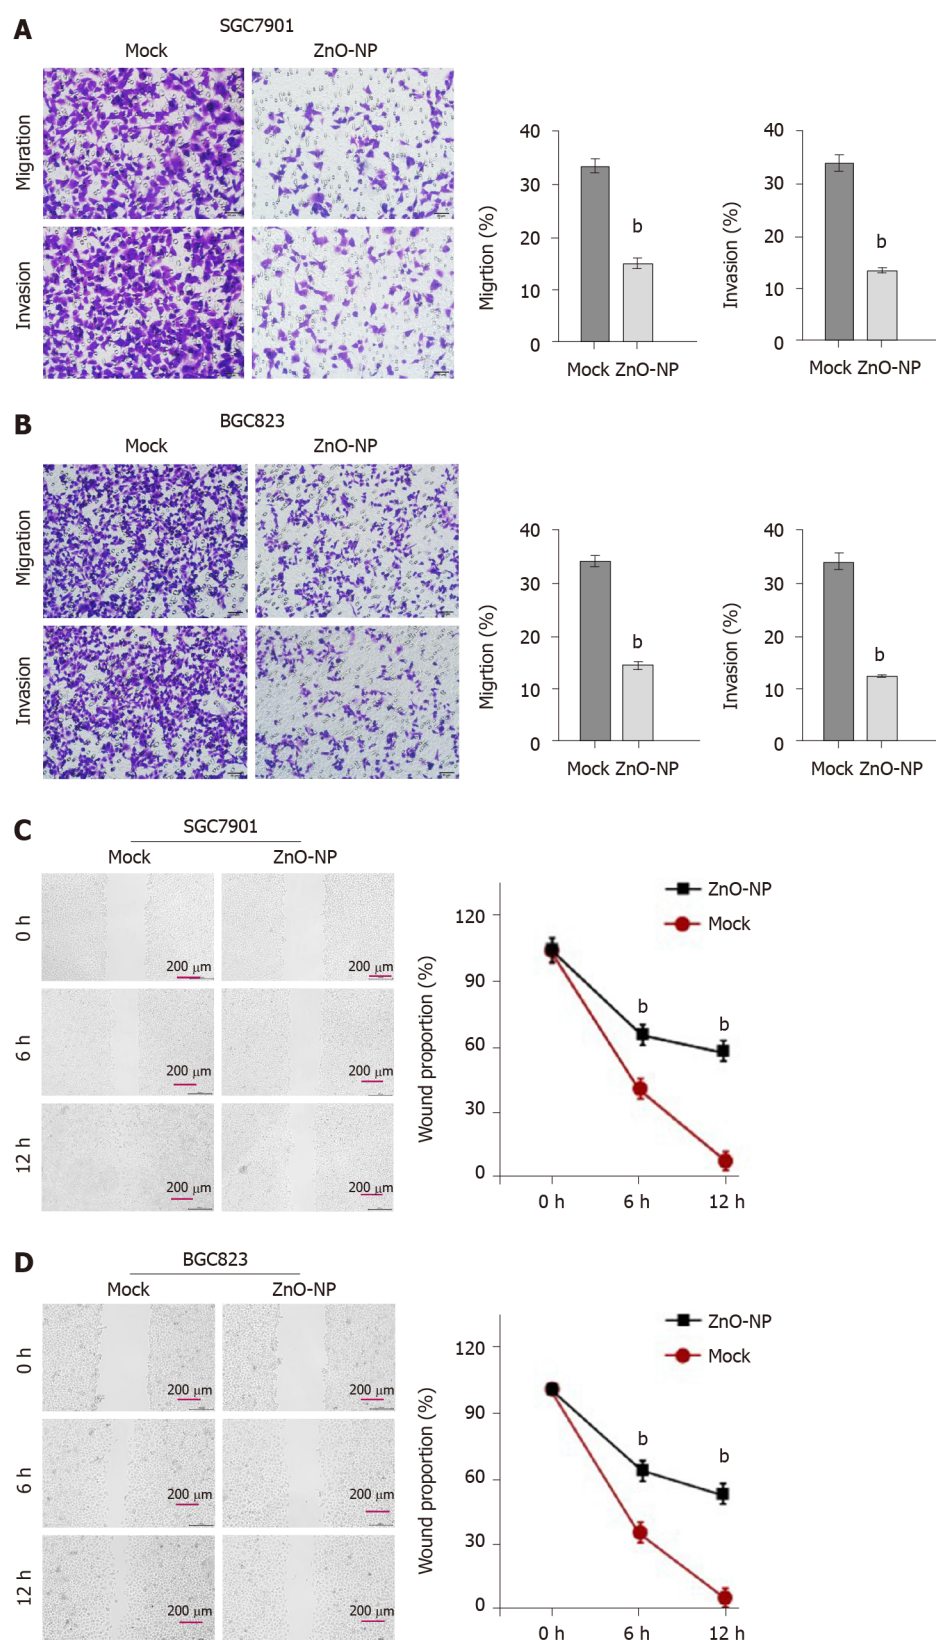 A
SGC7901
Mock ZnO-NP
Migration
Invasion
Migrtion (%)
40
30
20
10
0
b
Mock ZnO-NP
Invasion (%)
40
30
20
10
0
b
Mock ZnO-NP
B
BGC823
Mock ZnO-NP
Migration
Invasion
Migrtion (%)
40
30
20
10
0
b
Mock ZnO-NP
Invasion (%)
40
30
20
10
0
b
Mock ZnO-NP
C
SGC7901
Mock ZnO-NP
0 h
200 μm 200 μm
6 h
200 μm 200 μm
12 h
200 μm 200 μm
ZnO-NP
Mock
Wound proportion (%)
120
90
60
30
0
b b
0 h 6 h 12 h
D
BGC823
Mock ZnO-NP
0 h
200 μm 200 μm
6 h
200 μm 200 μm
12 h
200 μm 200 μm
ZnO-NP
Mock
Wound proportion (%)
120
90
60
30
0
b b
0 h 6 h 12 h